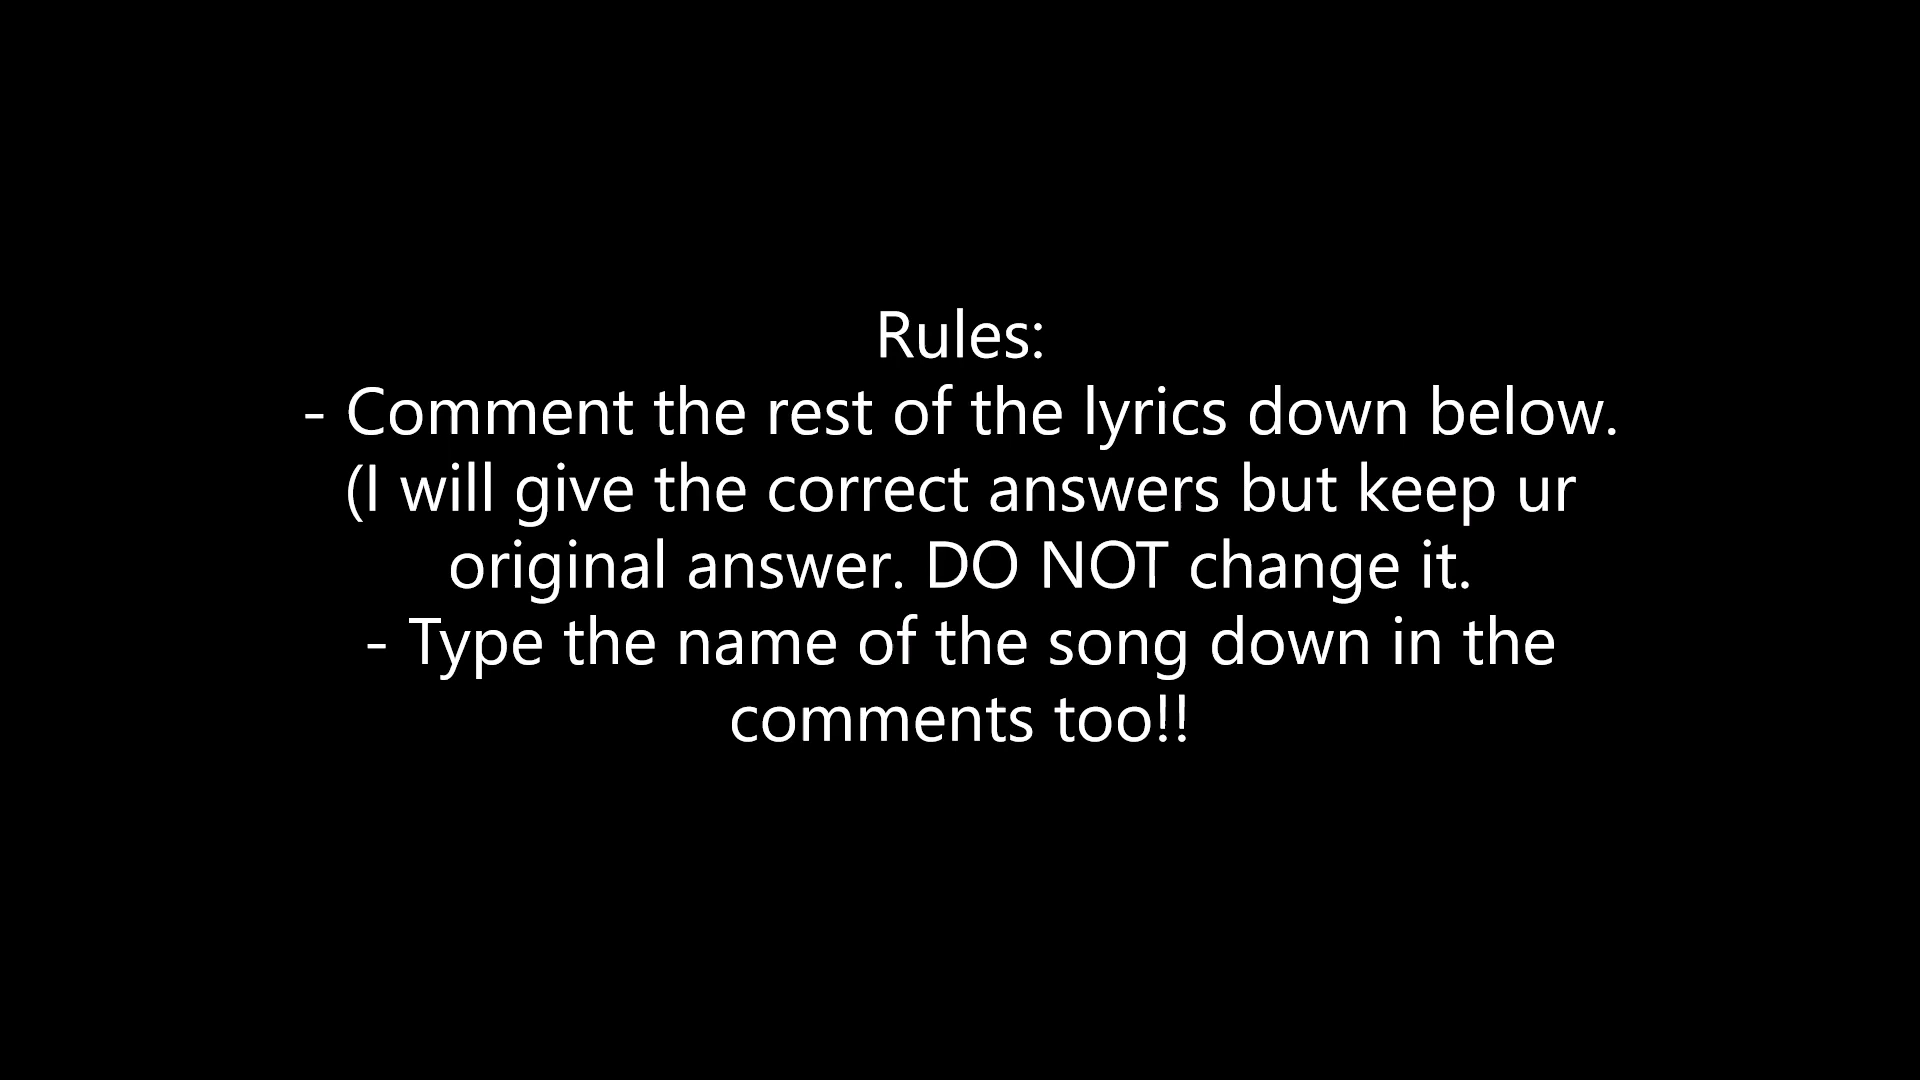 Rules:
- Comment the rest of the lyrics down below.
(I will give the correct answers but keep ur
original answer. DO NOT change it.
- Type the name of the song down in the
comments too!!